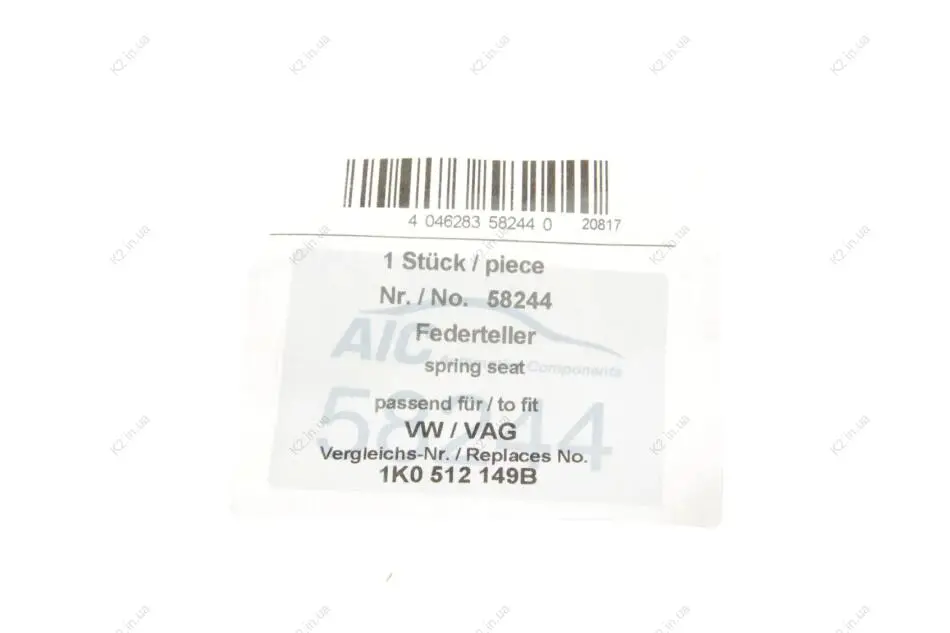 4 046283 58244 0 20817
1 Stück / piece
Nr. / No. 58244
Federteller
spring seat
AIC
Automotive Components
58244
passend für / to fit
VW / VAG
Vergleichs-Nr. / Replaces No.
1K0 512 149B
K2.in.ua